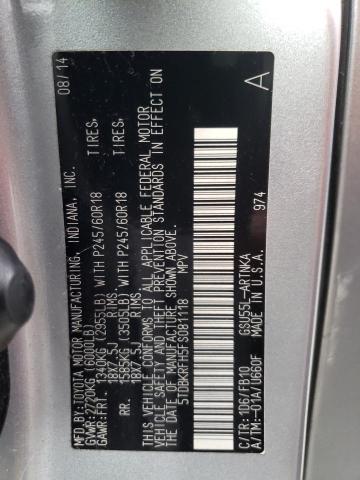 MFD.BY:TOYOTA MOTOR MANUFACTURING, INDIANA, INC. 08/14
GVWR:2720KG (6000LB)
GAWR:FR. 1340KG (2955LB) WITH P245/60R18 TIRES,
18X7.5J RIMS
RR. 1585KG (3505LB) WITH P245/60R18 TIRES,
18X7.5J RIMS
THIS VEHICLE CONFORMS TO ALL APPLICABLE FEDERAL MOTOR
VEHICLE SAFETY AND THEFT PREVENTION STANDARDS IN EFFECT ON
THE DATE OF MANUFACTURE SHOWN ABOVE.
5TDBKRFH5FS081118 MPV
A
974
C/TR:1D6/FB10 GSU55L-ARTNKA
A/TM:-01A/U660F MADE IN U.S.A.